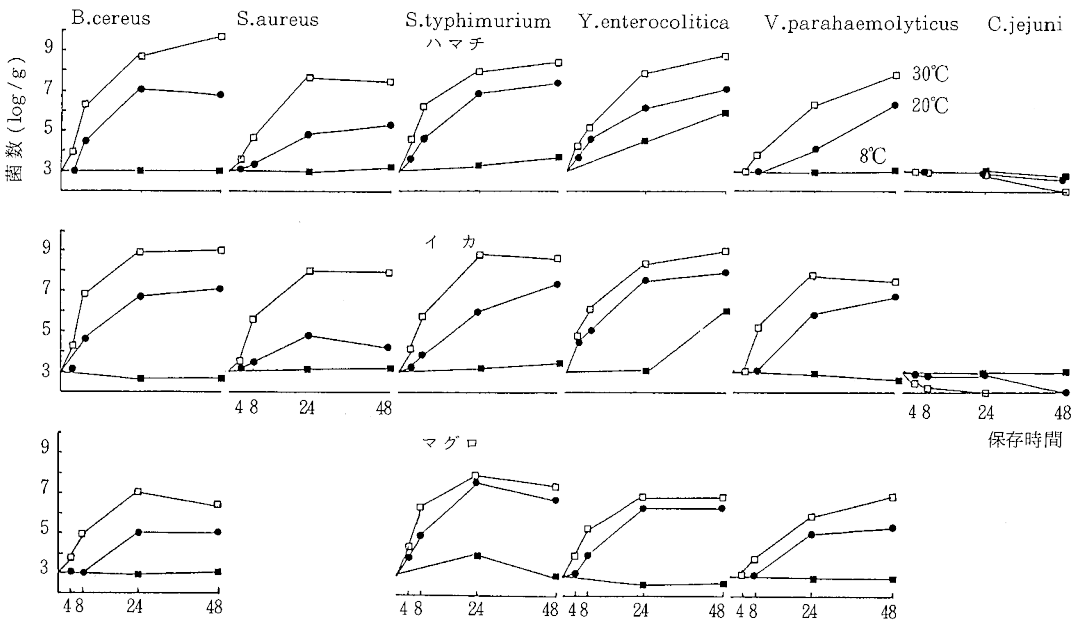 B.cereus S.aureus S.typhimurium Y.enterocolitica V.parahaemolyticus C.jejuni
ハマチ
菌数(log/g)
9
7
5
3
30℃
20℃
8℃
イカ
9
7
5
3
4 8 24 48 4 8 24 48
保存時間
マグロ
9
7
5
3
4 8 24 48 4 8 24 48 4 8 24 48 4 8 24 48